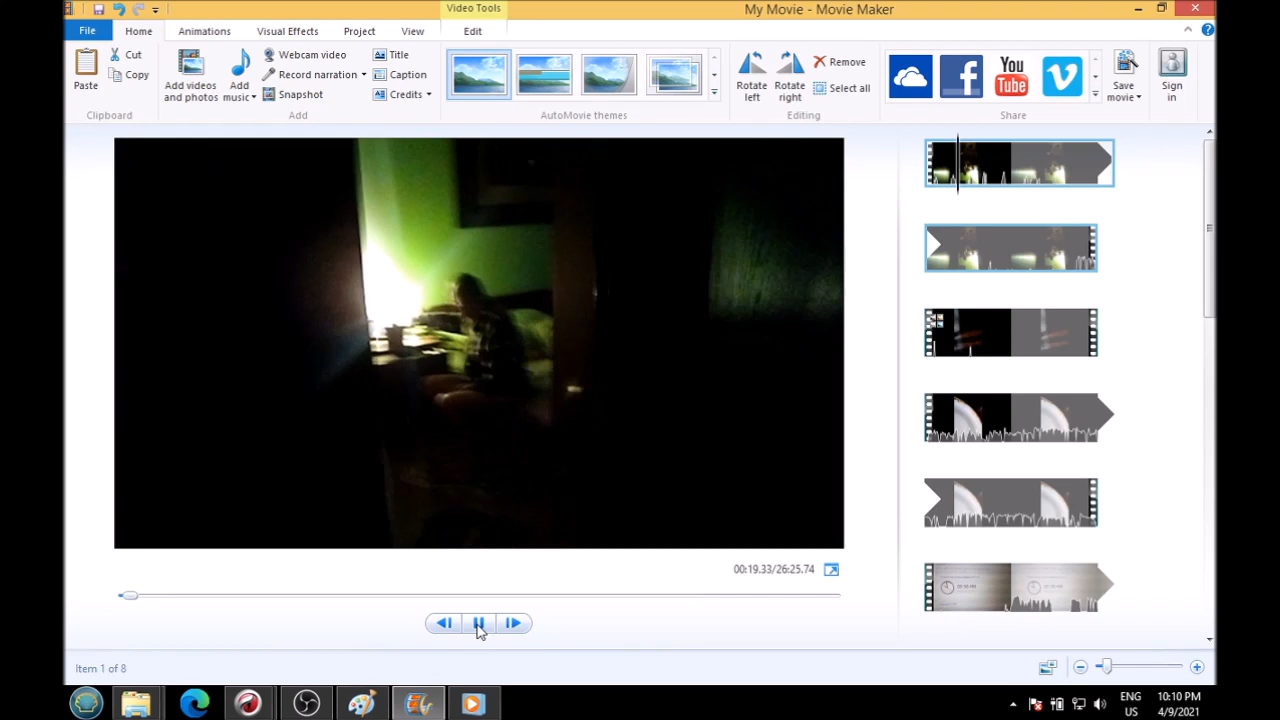 My Movie - Movie Maker
Video Tools
File
Home
Animations
Visual Effects
Project
View
Edit
Paste
Cut
Copy
Clipboard
Add videos
and photos
Add
music
Webcam video
Record narration
Snapshot
Title
Caption
Credits
Add
AutoMovie themes
Rotate
left
Rotate
right
Remove
Select all
Editing
You
Tube
Share
Save
movie
Sign
in
00:19.33/26:25.74
Item 1 of 8
ENG
US
10:10 PM
4/9/2021